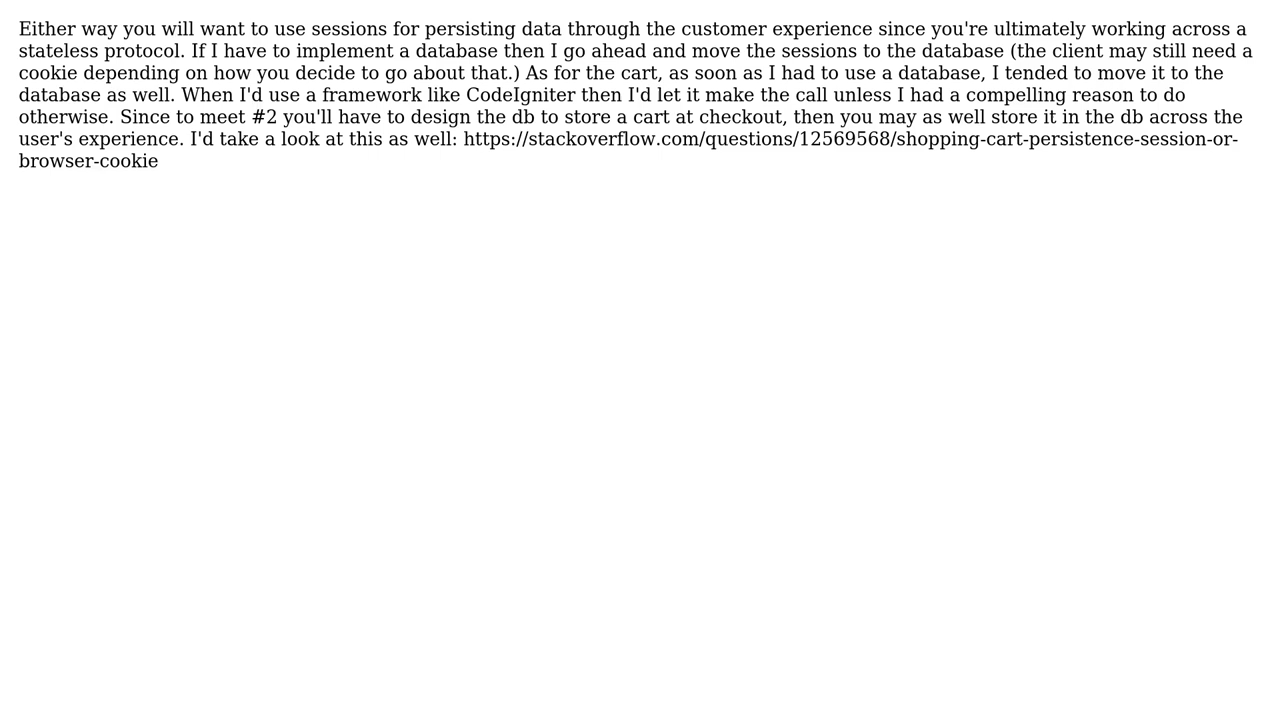 Either way you will want to use sessions for persisting data through the customer experience since you're ultimately working across a
stateless protocol. If I have to implement a database then I go ahead and move the sessions to the database (the client may still need a
cookie depending on how you decide to go about that.) As for the cart, as soon as I had to use a database, I tended to move it to the
database as well. When I'd use a framework like CodeIgniter then I'd let it make the call unless I had a compelling reason to do
otherwise. Since to meet #2 you'll have to design the db to store a cart at checkout, then you may as well store it in the db across the
user's experience. I'd take a look at this as well: https://stackoverflow.com/questions/12569568/shopping-cart-persistence-session-or-
browser-cookie